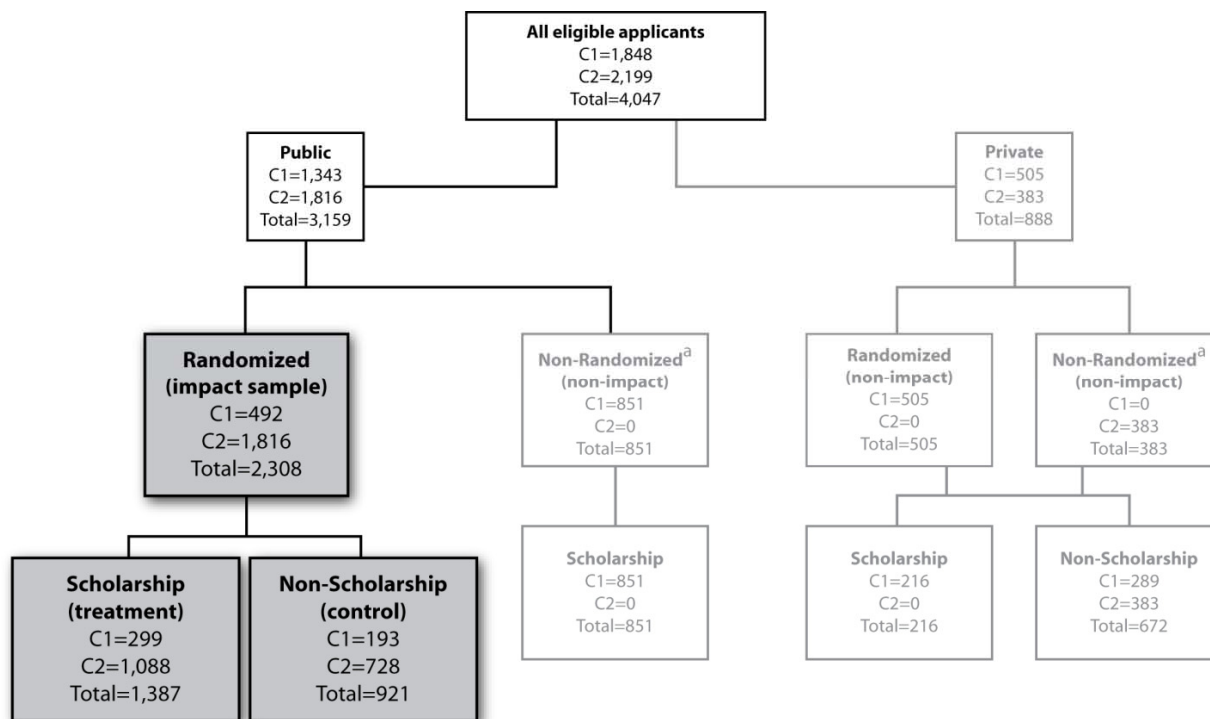 All eligible applicants
C1=1,848
C2=2,199
Total=4,047
Public
C1=1,343
C2=1,816
Total=3,159
Private
C1=505
C2=383
Total=888
Randomized
(impact sample)
C1=492
C2=1,816
Total=2,308
Non-Randomizedª
(non-impact)
C1=851
C2=0
Total=851
Randomized
(non-impact)
C1=505
C2=0
Total=505
Non-Randomizedª
(non-impact)
C1=0
C2=383
Total=383
Scholarship
(treatment)
C1=299
C2=1,088
Total=1,387
Non-Scholarship
(control)
C1=193
C2=728
Total=921
Scholarship
C1=851
C2=0
Total=851
Scholarship
C1=216
C2=0
Total=216
Non-Scholarship
C1=289
C2=383
Total=672